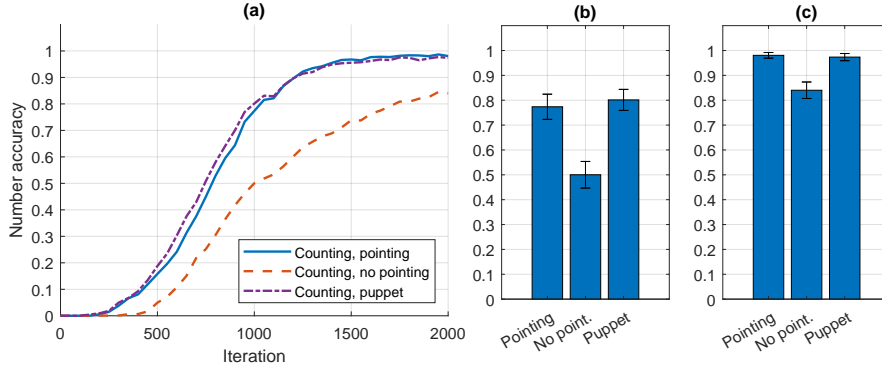 (a)
Number accuracy
1
0.9
0.8
0.7
0.6
0.5
0.4
0.3
0.2
0.1
0
0 500 1000 1500 2000
Iteration
Counting, pointing
Counting, no pointing
Counting, puppet
(b)
1
0.9
0.8
0.7
0.6
0.5
0.4
0.3
0.2
0.1
0
Pointing
No point.
Puppet
(c)
1
0.9
0.8
0.7
0.6
0.5
0.4
0.3
0.2
0.1
0
Pointing
No point.
Puppet